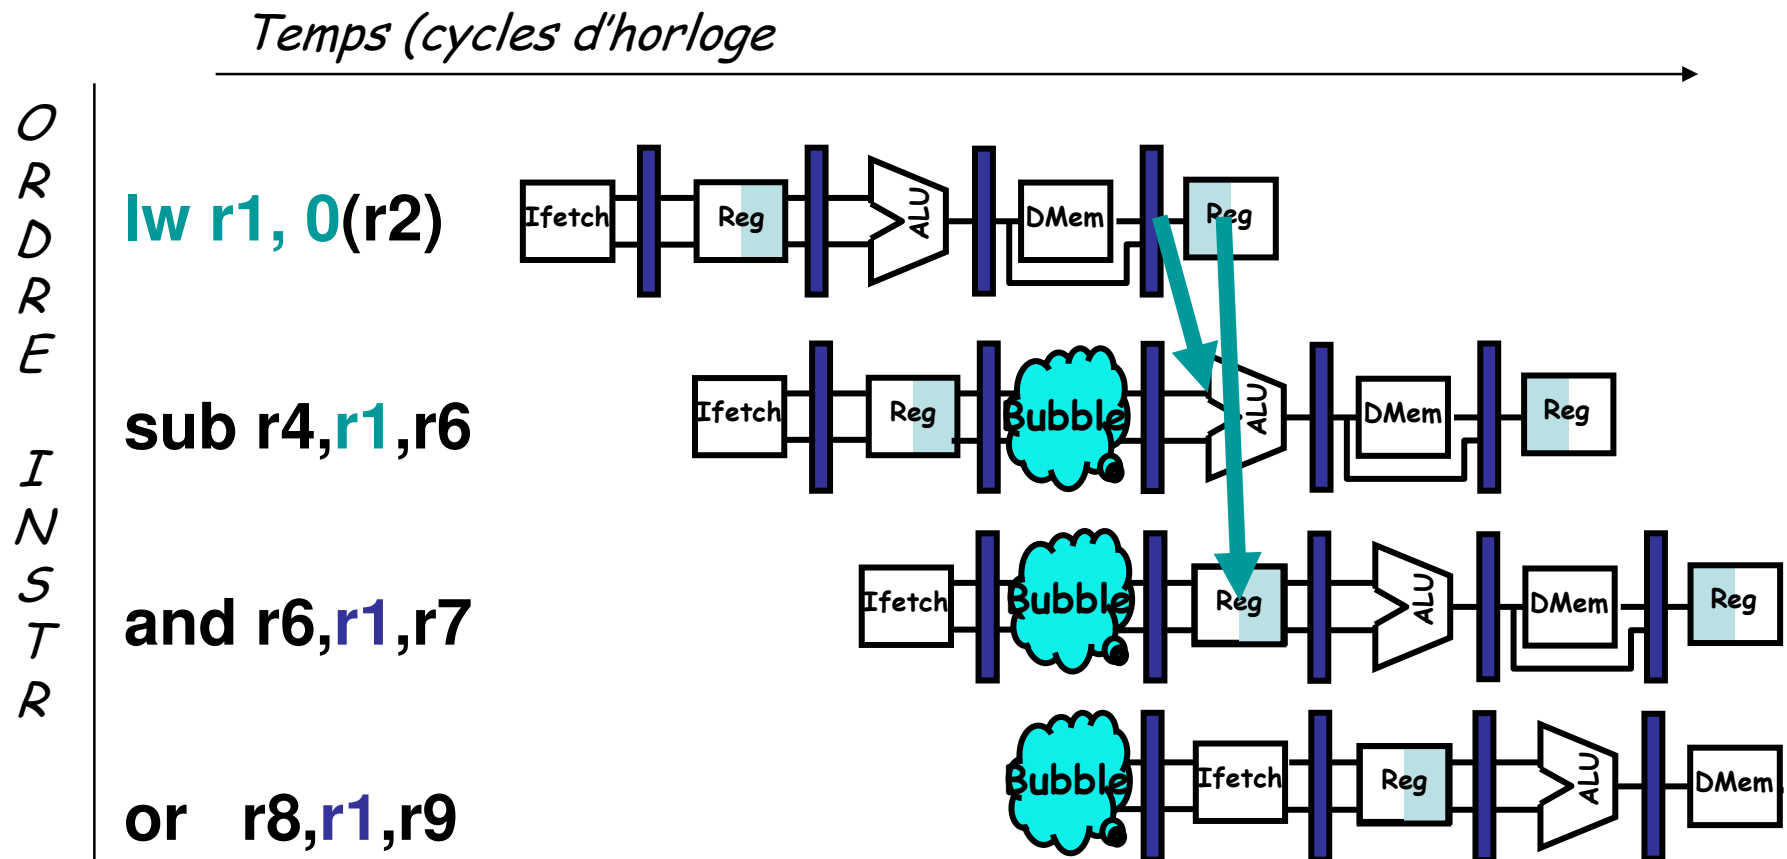 Temps (cycles d'horloge
ORDRE INSTR
lw r1, 0(r2)
Ifetch Reg ALU DMem Reg
sub r4,r1,r6
Ifetch Reg Bubble ALU DMem Reg
and r6,r1,r7
Ifetch Bubble Reg ALU DMem Reg
or r8,r1,r9
Bubble Ifetch Reg ALU DMem